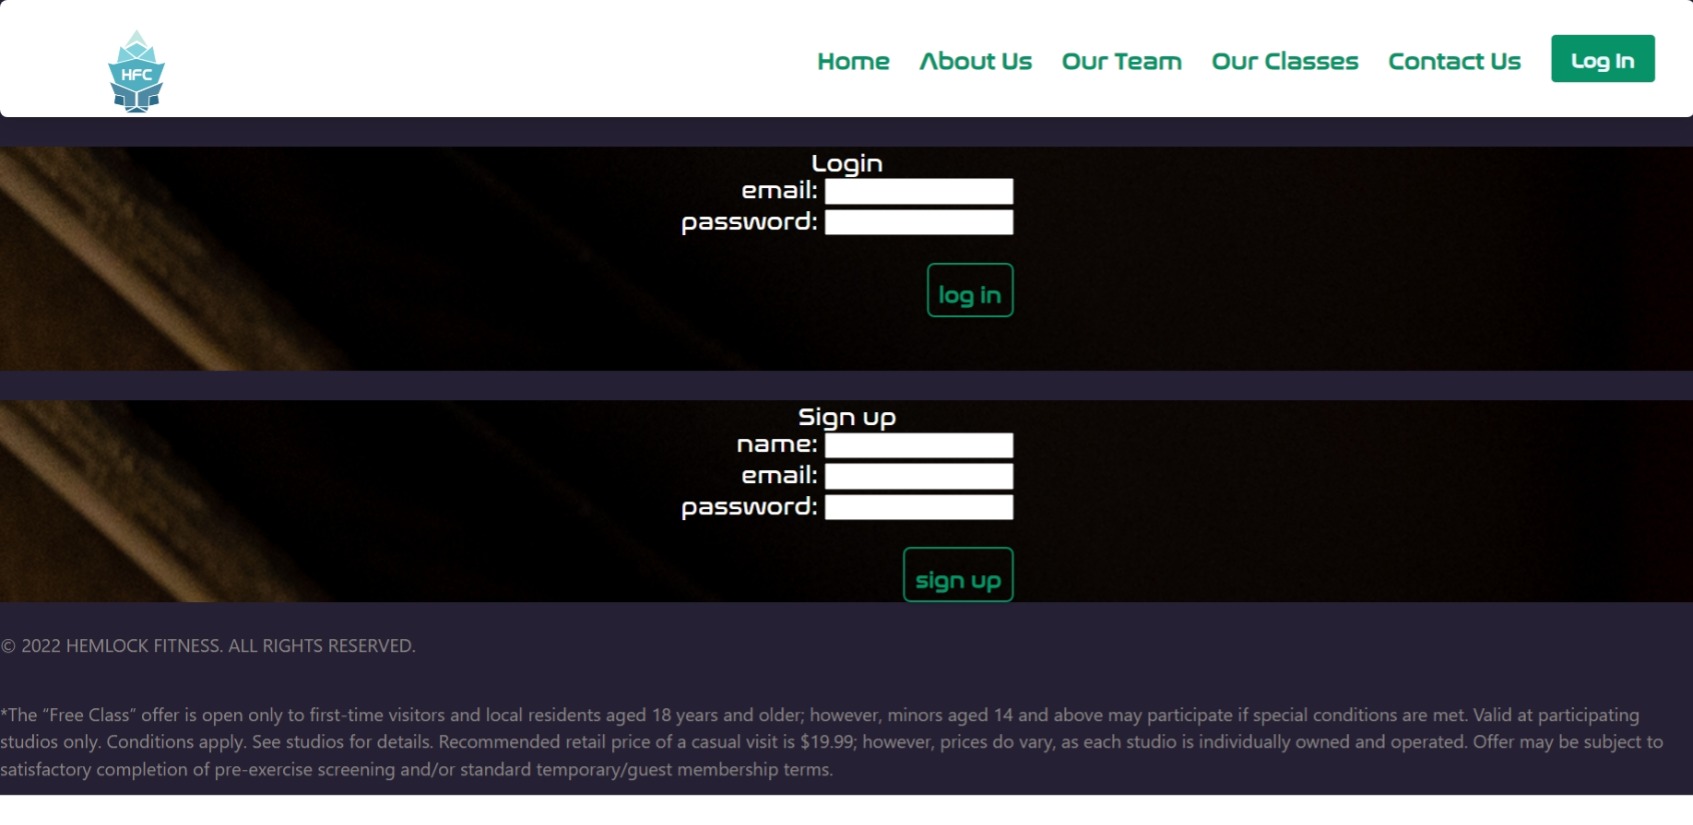 HFC
Home About Us Our Team Our Classes Contact Us Log In
Login
email:
password:
log in
Sign up
name:
email:
password:
sign up
© 2022 HEMLOCK FITNESS. ALL RIGHTS RESERVED.
*The “Free Class” offer is open only to first-time visitors and local residents aged 18 years and older; however, minors aged 14 and above may participate if special conditions are met. Valid at participating
studios only. Conditions apply. See studios for details. Recommended retail price of a casual visit is $19.99; however, prices do vary, as each studio is individually owned and operated. Offer may be subject to
satisfactory completion of pre-exercise screening and/or standard temporary/guest membership terms.